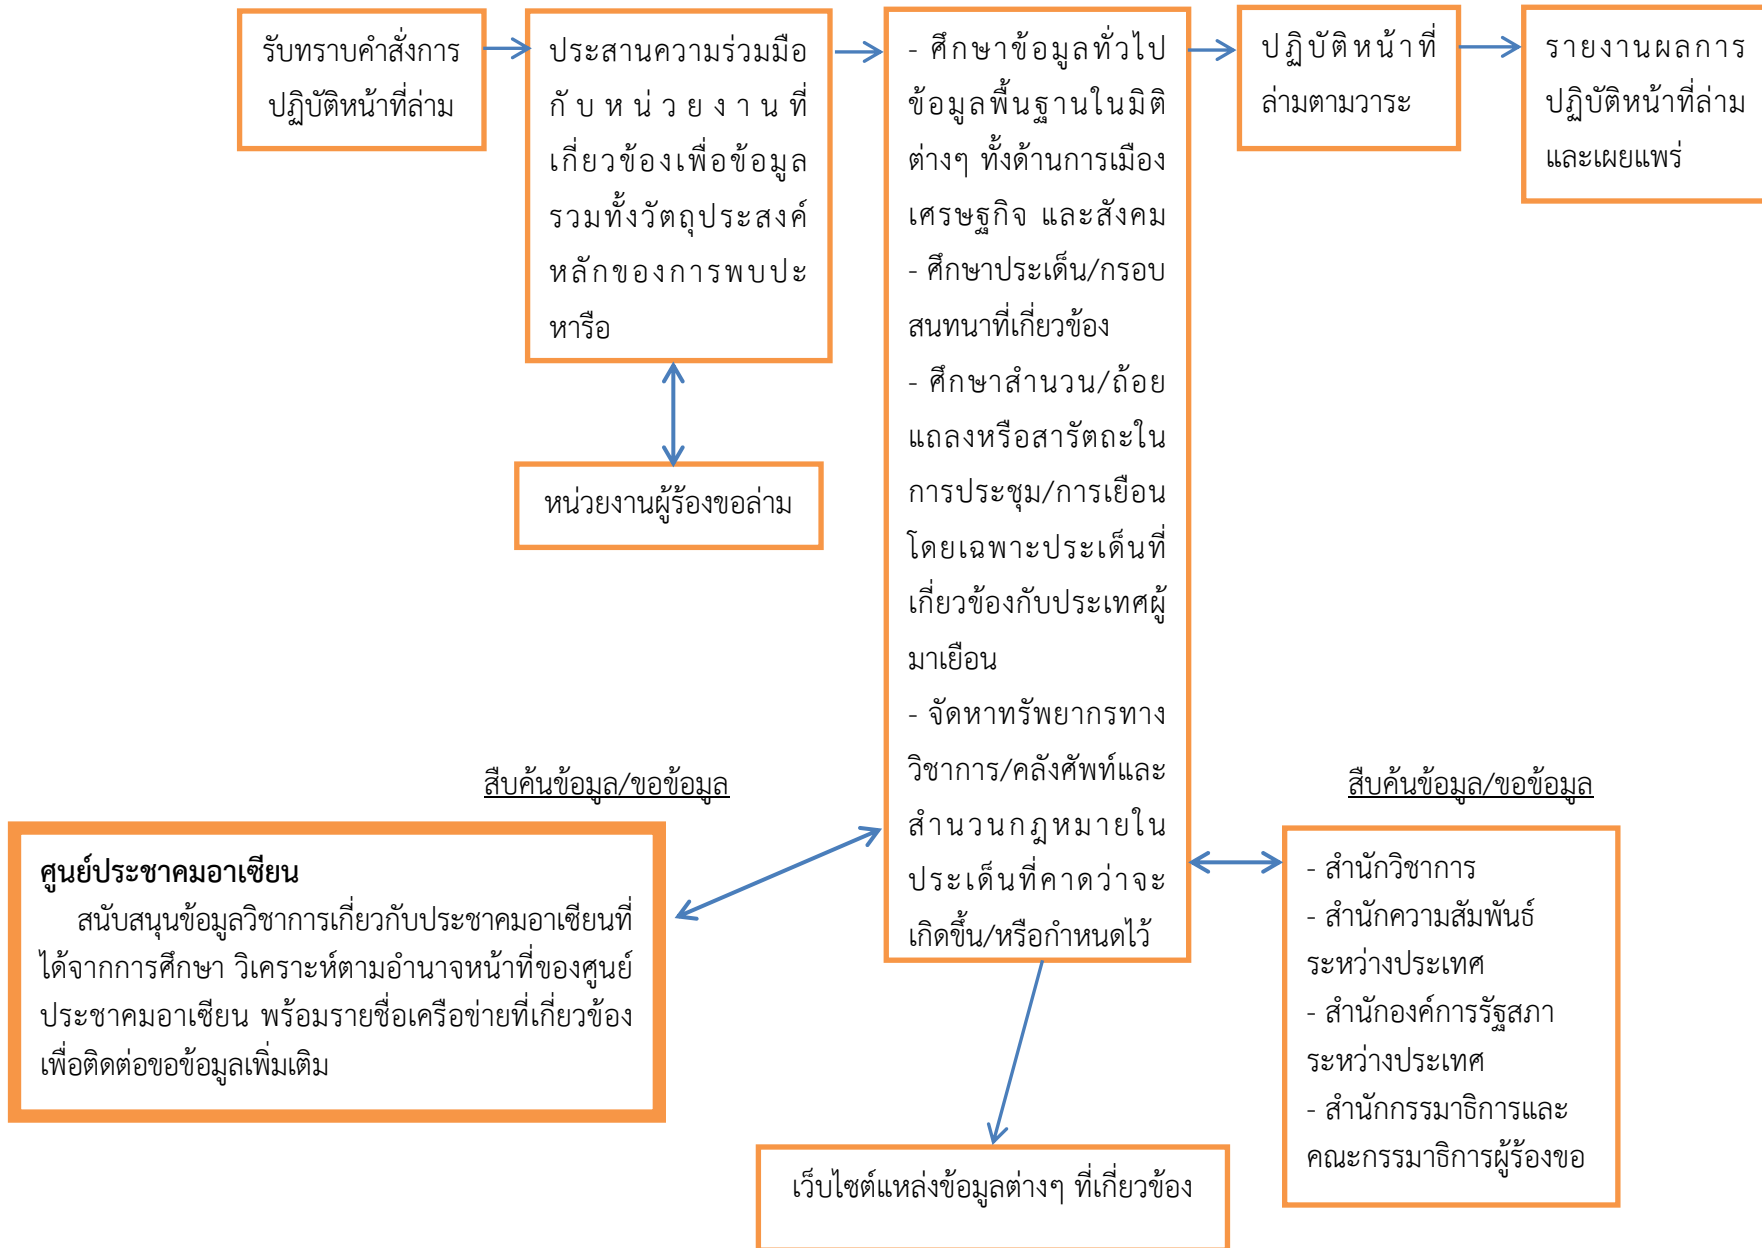 รับทราบคำสั่งการ
ปฏิบัติหน้าที่ล่าม
ประสานความร่วมมือ
กับหน่วยงานที่
เกี่ยวข้องเพื่อข้อมูล
รวมทั้งวัตถุประสงค์
หลักของการพบปะ
หารือ
หน่วยงานผู้ร้องขอล่าม
- ศึกษาข้อมูลทั่วไป
ข้อมูลพื้นฐานในมิติ
ต่างๆ ทั้งด้านการเมือง
เศรษฐกิจ และสังคม
- ศึกษาประเด็น/กรอบ
สนทนาที่เกี่ยวข้อง
- ศึกษาสำนวน/ถ้อย
แถลงหรือสารัตถะใน
การประชุม/การเยือน
โดยเฉพาะประเด็นที่
เกี่ยวข้องกับประเทศผู้
มาเยือน
- จัดหาทรัพยากรทาง
วิชาการ/คลังศัพท์และ
สำนวนกฎหมายใน
ประเด็นที่คาดว่าจะ
เกิดขึ้น/หรือกำหนดไว้
ปฏิบัติหน้าที่
ล่ามตามวาระ
รายงานผลการ
ปฏิบัติหน้าที่ล่าม
และเผยแพร่
สืบค้นข้อมูล/ขอข้อมูล
ศูนย์ประชาคมอาเซียน
สนับสนุนข้อมูลวิชาการเกี่ยวกับประชาคมอาเซียนที่
ได้จากการศึกษา วิเคราะห์ตามอำนาจหน้าที่ของศูนย์
ประชาคมอาเซียน พร้อมรายชื่อเครือข่ายที่เกี่ยวข้อง
เพื่อติดต่อขอข้อมูลเพิ่มเติม
สืบค้นข้อมูล/ขอข้อมูล
- สำนักวิชาการ
- สำนักความสัมพันธ์
ระหว่างประเทศ
- สำนักองค์การรัฐสภา
ระหว่างประเทศ
- สำนักกรรมาธิการและ
คณะกรรมาธิการผู้ร้องขอ
เว็บไซต์แหล่งข้อมูลต่างๆ ที่เกี่ยวข้อง